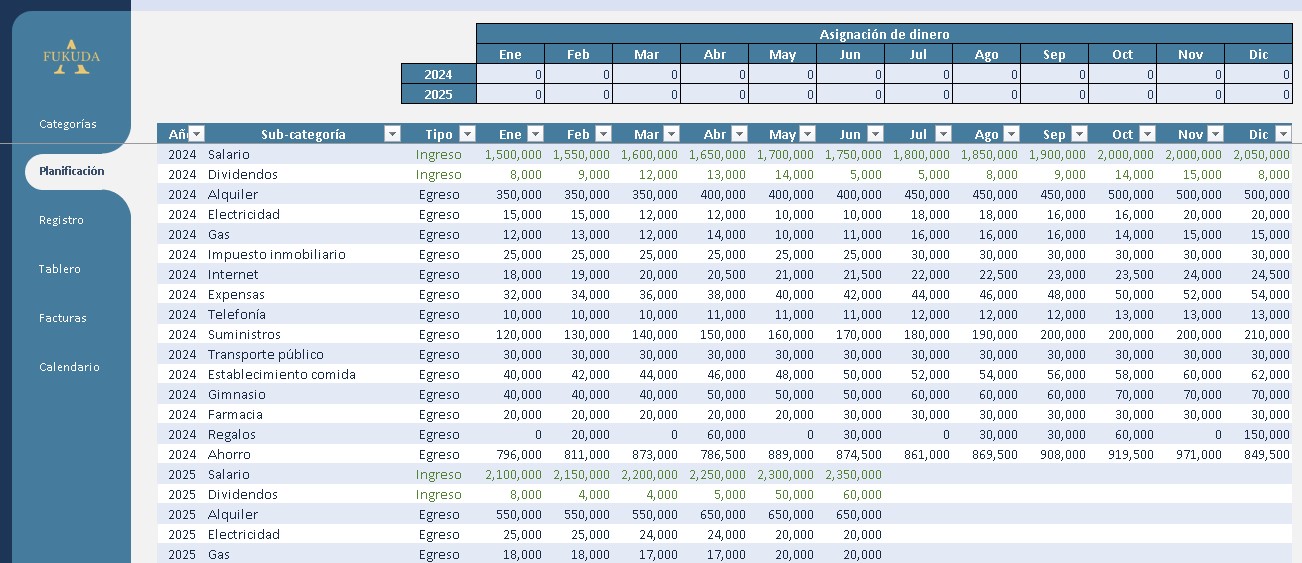 FUKUDA
Categorías
Planificación
Registro
Tablero
Facturas
Calendario
Asignación de dinero
Ene Feb Mar Abr May Jun Jul Ago Sep Oct Nov Dic
2024 0 0 0 0 0 0 0 0 0 0 0 0
2025 0 0 0 0 0 0 0 0 0 0 0 0
Año Sub-categoría Tipo Ene Feb Mar Abr May Jun Jul Ago Sep Oct Nov Dic
2024 Salario Ingreso 1,500,000 1,550,000 1,600,000 1,650,000 1,700,000 1,750,000 1,800,000 1,850,000 1,900,000 2,000,000 2,000,000 2,050,000
2024 Dividendos Ingreso 8,000 9,000 12,000 13,000 14,000 5,000 5,000 8,000 9,000 14,000 15,000 8,000
2024 Alquiler Egreso 350,000 350,000 350,000 400,000 400,000 400,000 450,000 450,000 450,000 500,000 500,000 500,000
2024 Electricidad Egreso 15,000 15,000 12,000 12,000 10,000 10,000 18,000 18,000 16,000 16,000 20,000 20,000
2024 Gas Egreso 12,000 13,000 12,000 14,000 10,000 11,000 16,000 16,000 16,000 14,000 15,000 15,000
2024 Impuesto inmobiliario Egreso 25,000 25,000 25,000 25,000 25,000 25,000 30,000 30,000 30,000 30,000 30,000 30,000
2024 Internet Egreso 18,000 19,000 20,000 20,500 21,000 21,500 22,000 22,500 23,000 23,500 24,000 24,500
2024 Expensas Egreso 32,000 34,000 36,000 38,000 40,000 42,000 44,000 46,000 48,000 50,000 52,000 54,000
2024 Telefonía Egreso 10,000 10,000 10,000 11,000 11,000 11,000 12,000 12,000 12,000 13,000 13,000 13,000
2024 Suministros Egreso 120,000 130,000 140,000 150,000 160,000 170,000 180,000 190,000 200,000 200,000 200,000 210,000
2024 Transporte público Egreso 30,000 30,000 30,000 30,000 30,000 30,000 30,000 30,000 30,000 30,000 30,000 30,000
2024 Establecimiento comida Egreso 40,000 42,000 44,000 46,000 48,000 50,000 52,000 54,000 56,000 58,000 60,000 62,000
2024 Gimnasio Egreso 40,000 40,000 40,000 50,000 50,000 50,000 60,000 60,000 60,000 70,000 70,000 70,000
2024 Farmacia Egreso 20,000 20,000 20,000 20,000 20,000 30,000 30,000 30,000 30,000 30,000 30,000 30,000
2024 Regalos Egreso 0 20,000 0 60,000 0 30,000 0 30,000 30,000 60,000 0 150,000
2024 Ahorro Egreso 796,000 811,000 873,000 786,500 889,000 874,500 861,000 869,500 908,000 919,500 971,000 849,500
2025 Salario Ingreso 2,100,000 2,150,000 2,200,000 2,250,000 2,300,000 2,350,000
2025 Dividendos Ingreso 8,000 4,000 4,000 5,000 50,000 60,000
2025 Alquiler Egreso 550,000 550,000 550,000 650,000 650,000 650,000
2025 Electricidad Egreso 25,000 25,000 24,000 24,000 20,000 20,000
2025 Gas Egreso 18,000 18,000 17,000 17,000 20,000 20,000